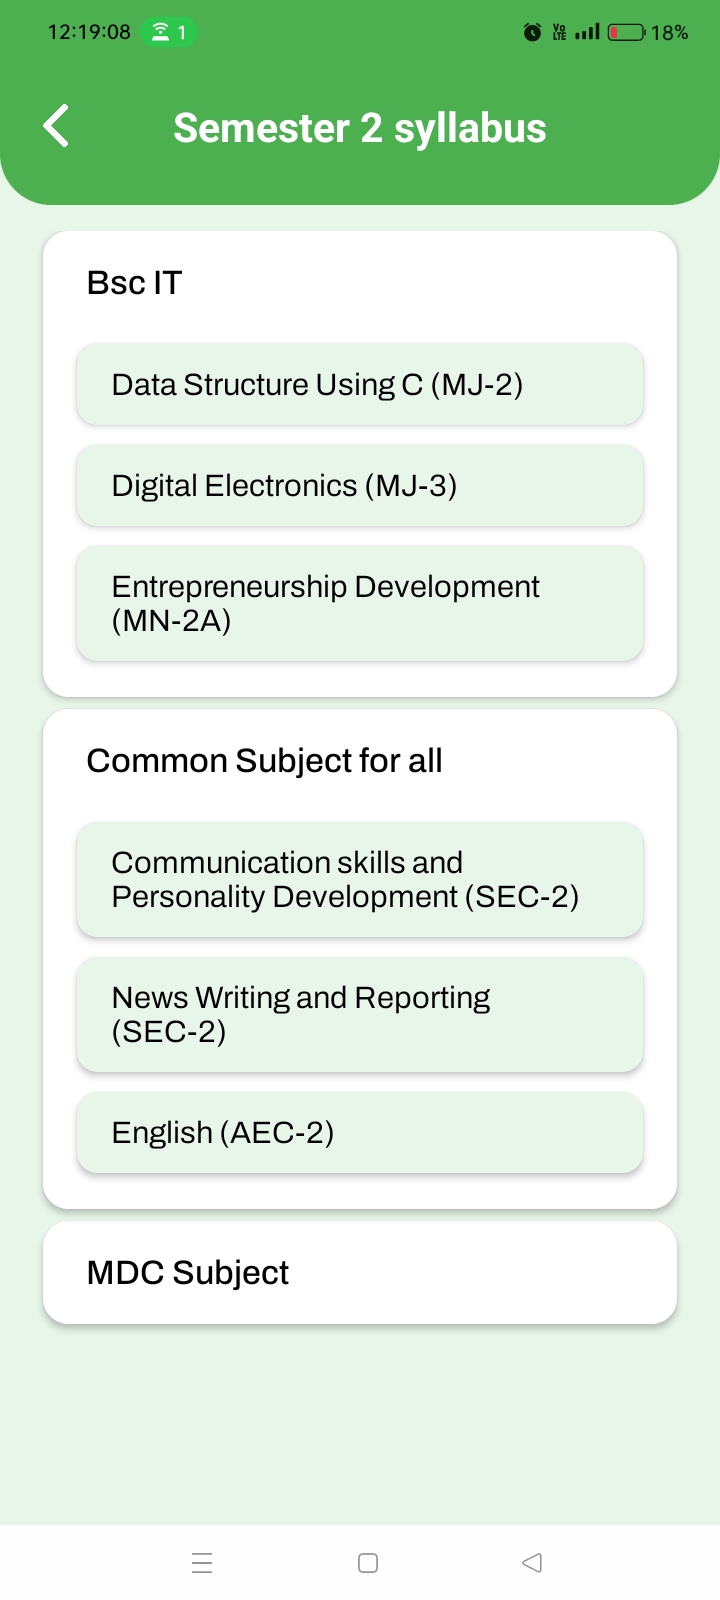 12:19:08 1 Vo LTE 18%
Semester 2 syllabus
Bsc IT
Data Structure Using C (MJ-2)
Digital Electronics (MJ-3)
Entrepreneurship Development
(MN-2A)
Common Subject for all
Communication skills and
Personality Development (SEC-2)
News Writing and Reporting
(SEC-2)
English (AEC-2)
MDC Subject